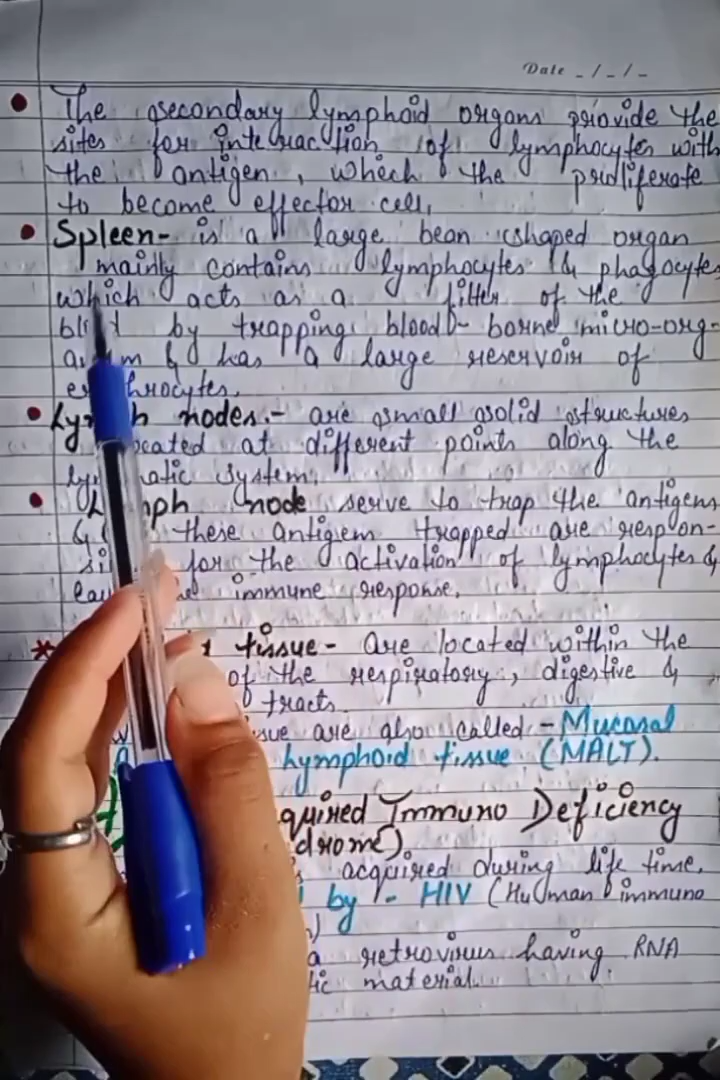 Date _/_/_
The secondary lymphoid organs provide the
sites for interaction of lymphocytes with
the antigen, which the prolliferate
to become effector cell,
Spleen- is a large bean shaped organ
mainly contains lymphocytes & phagocytes
which acts as a filter of the
by trapping blood- borne micro-org-
& has a large reservoir of
Lymph nodes.- are small solid structures
located at different points along the
system.
Lymph node serve to trap the antigens
& these antigen trapped are respon-
for the activation of lymphocytes &
immune response.
* tissue- are located within the
of the respiratory, digestive &
tracts.
are also called - Mucosal
lymphoid tissue (MALT).
Immuno Deficiency
acquired during life time.
by - HIV (Human immuno
a retrovirus having RNA
material.